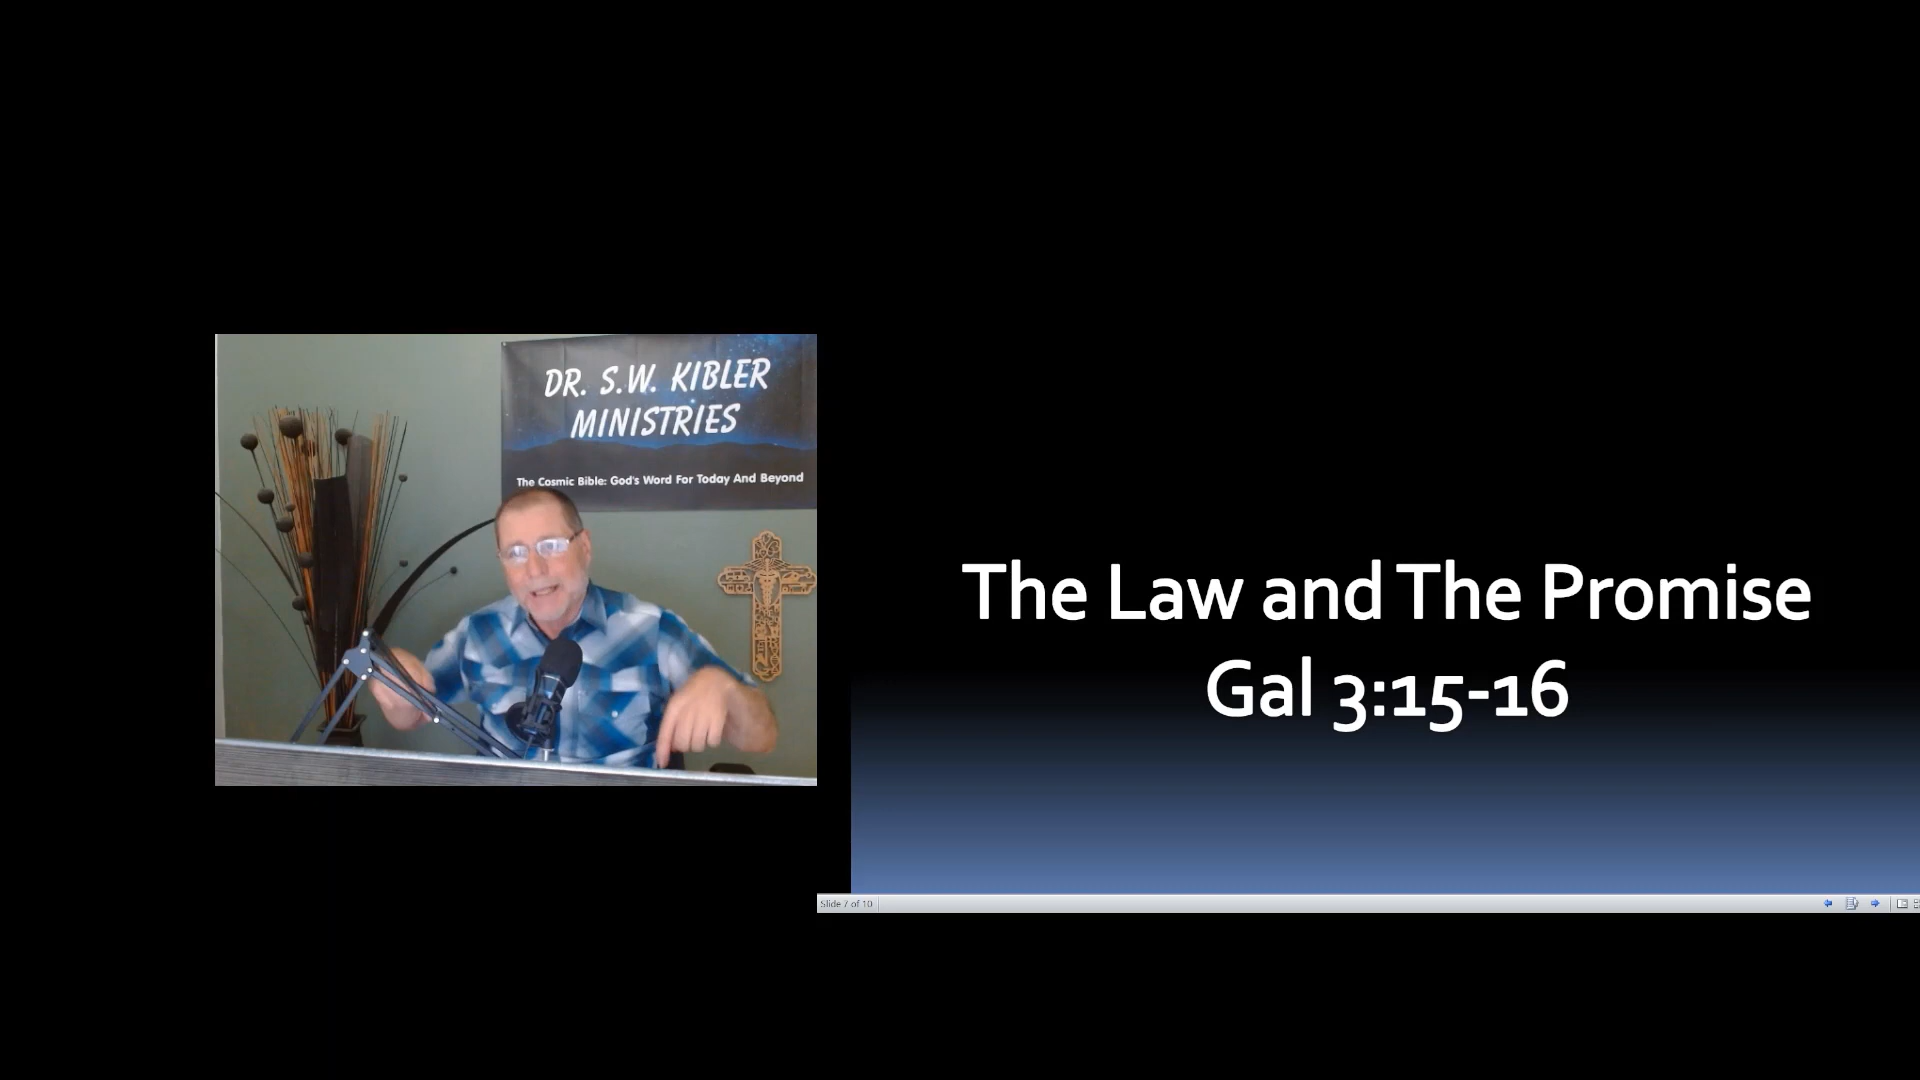 DR. S.W. KIBLER
MINISTRIES
The Cosmic Bible: God's Word For Today And Beyond
The Law and The Promise
Gal 3:15-16
Slide 7 of 10